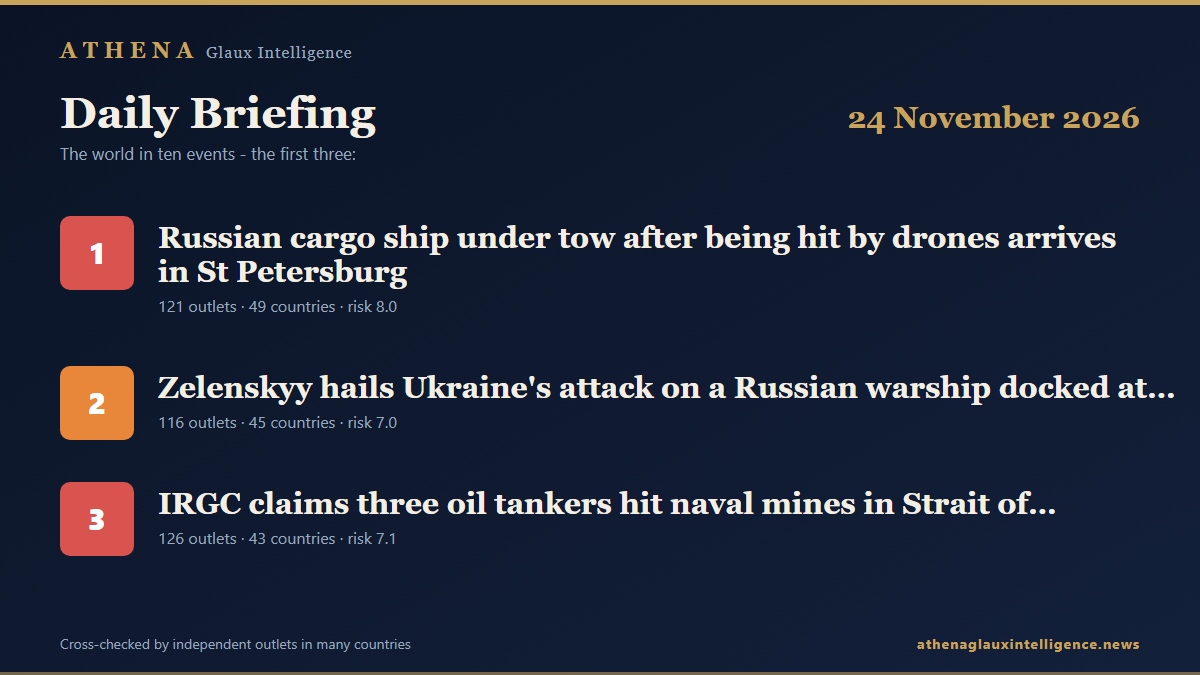 ATHENA Glaux Intelligence
Daily Briefing
24 November 2026
The world in ten events - the first three:
1
Russian cargo ship under tow after being hit by drones arrives
in St Petersburg
121 outlets · 49 countries · risk 8.0
2
Zelenskyy hails Ukraine's attack on a Russian warship docked at...
116 outlets · 45 countries · risk 7.0
3
IRGC claims three oil tankers hit naval mines in Strait of...
126 outlets · 43 countries · risk 7.1
Cross-checked by independent outlets in many countries
athenaglauxintelligence.news